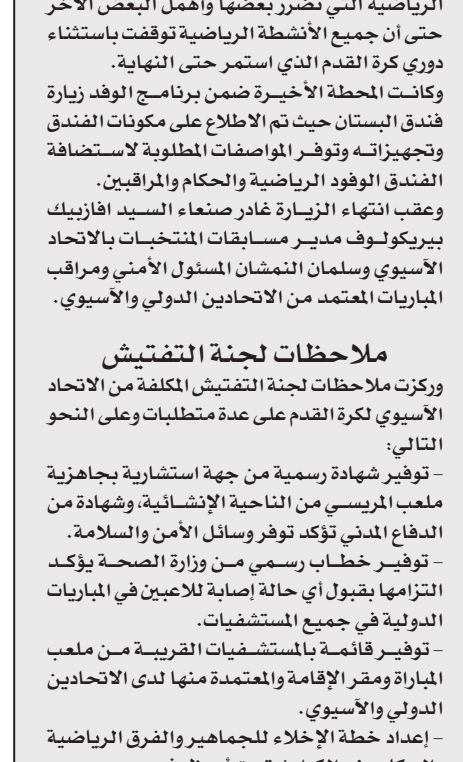 الرياضية التي تضرر بعضها وأهمل البعض الآخر
حتى أن جميع الأنشطة الرياضية توقفت باستثناء
دوري كرة القدم الذي استمر حتى النهاية.
وكانت المحطة الأخيرة ضمن برنامج الوفد زيارة
فندق البستان حيث تم الاطلاع على مكونات الفندق
وتجهيزاته وتوفر المواصفات المطلوبة لاستضافة
الفندق الوفود الرياضية والحكام والمراقبين.
وعقب انتهاء الزيارة غادر صنعاء السيد افازبيك
بيريكولوف مدير مسابقات المنتخبات بالاتحاد
الآسيوي وسلمان النمشان المسئول الأمني ومراقب
المباريات المعتمد من الاتحادين الدولي والآسيوي.
ملاحظات لجنة التفتيش
وركزت ملاحظات لجنة التفتيش المكلفة من الاتحاد
الآسيوي لكرة القدم على عدة متطلبات وعلى النحو
التالي:
- توفير شهادة رسمية من جهة استشارية بجاهزية
ملعب المريسي من الناحية الإنشائية، وشهادة من
الدفاع المدني تؤكد توفر وسائل الأمن والسلامة.
- توفير خطاب رسمي من وزارة الصحة يؤكد
التزامها بقبول أي حالة إصابة للاعبين في المباريات
الدولية في جميع المستشفيات.
- توفير قائمة بالمستشفيات القريبة من ملعب
المباراة ومقر الإقامة والمعتمدة منها لدى الاتحادين
الدولي والآسيوي.
- إعداد خطة الإخلاء للجماهير والفرق الرياضية